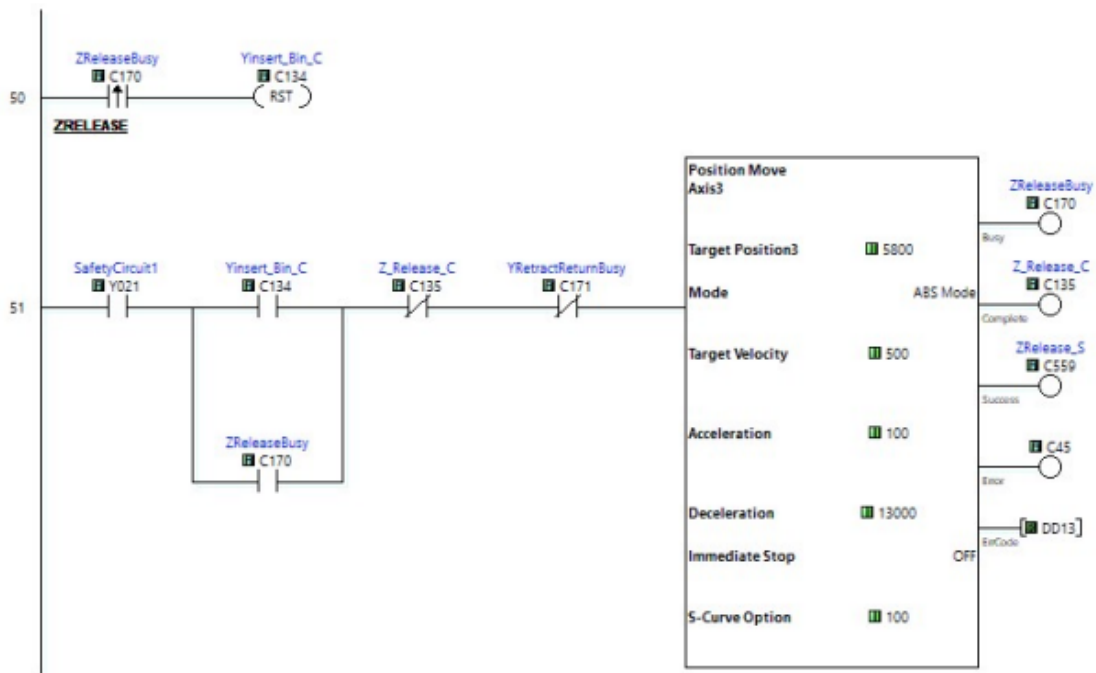 ZReleaseBusy Yinsert_Bin_C
C170 C134
50 RST
ZRELEASE
Position Move
Axis3
ZReleaseBusy
C170
Busy
Target Position3 5800
SafetyCircuit1 Yinsert_Bin_C Z_Release_C YRetractReturnBusy
Y021 C134 C135 C171
51
Z_Release_C
C135
Mode ABS Mode
Complete
ZRelease_S
Target Velocity 500
C559
Success
Acceleration 100
C45
Error
ZReleaseBusy
C170
Deceleration 13000
DD13
ErrCode
Immediate Stop OFF
S-Curve Option 100